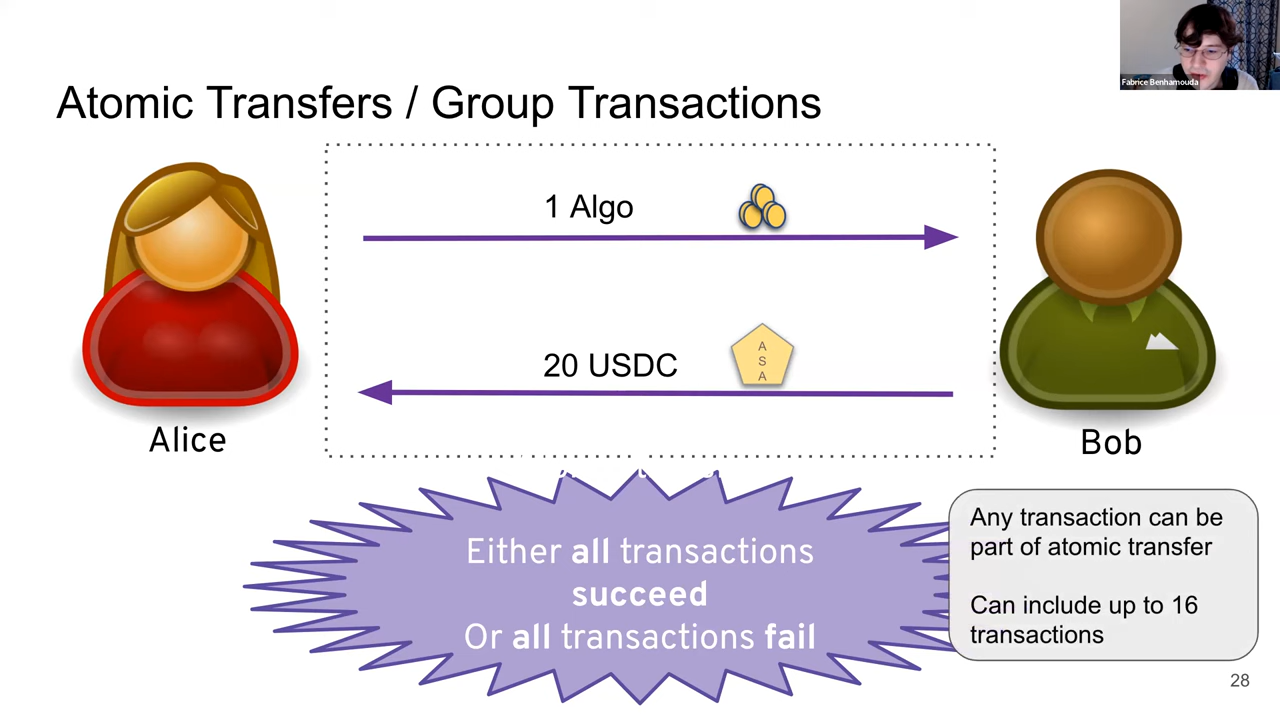 Fabrice Benhamouda
Atomic Transfers / Group Transactions
1 Algo
20 USDC
A
S
A
Alice
Bob
Either all transactions
succeed
Or all transactions fail
Any transaction can be
part of atomic transfer
Can include up to 16
transactions
28